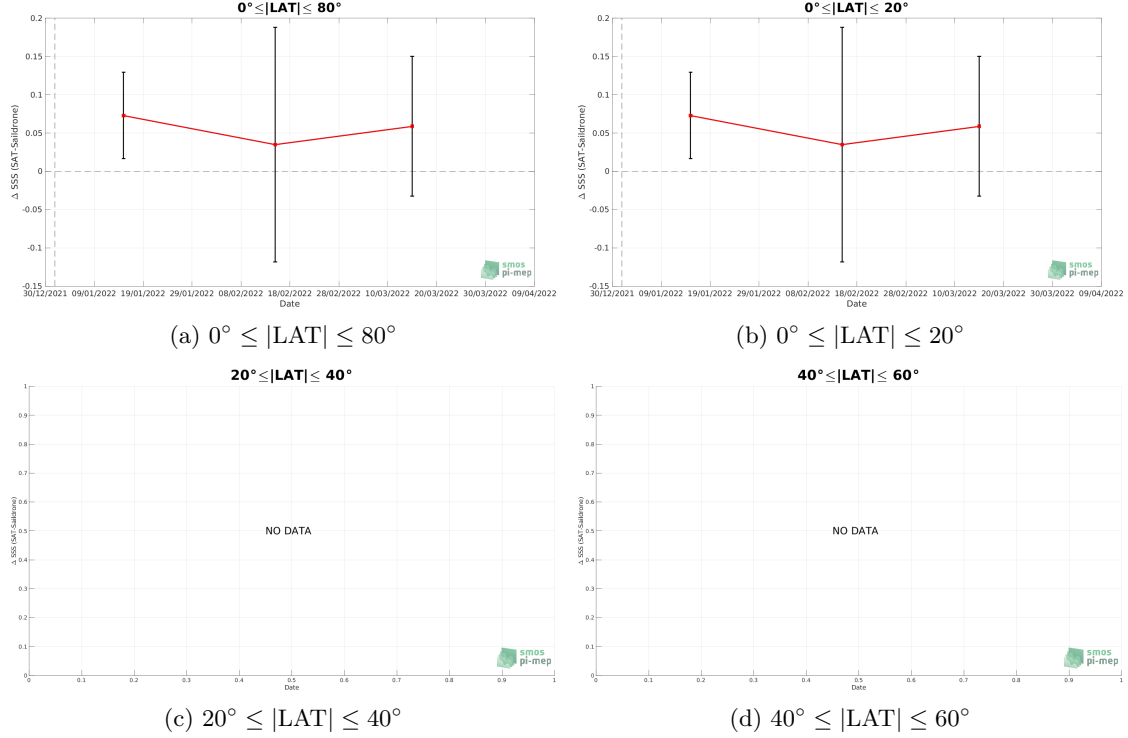 0°≤|LAT|≤ 80°
0.2
0.15
0.1
0.05
0
-0.05
-0.1
-0.15
Δ SSS (SAT-Saildrone)
30/12/2021 09/01/2022 19/01/2022 29/01/2022 08/02/2022 18/02/2022 28/02/2022 10/03/2022 20/03/2022 30/03/2022 09/04/2022
Date
smos
pi-mep
(a) 0° ≤ |LAT| ≤ 80°
0°≤|LAT|≤ 20°
0.2
0.15
0.1
0.05
0
-0.05
-0.1
-0.15
Δ SSS (SAT-Saildrone)
30/12/2021 09/01/2022 19/01/2022 29/01/2022 08/02/2022 18/02/2022 28/02/2022 10/03/2022 20/03/2022 30/03/2022 09/04/2022
Date
smos
pi-mep
(b) 0° ≤ |LAT| ≤ 20°
20°≤|LAT|≤ 40°
1
0.9
0.8
0.7
0.6
0.5
0.4
0.3
0.2
0.1
0
Δ SSS (SAT-Saildrone)
NO DATA
0 0.1 0.2 0.3 0.4 0.5 0.6 0.7 0.8 0.9 1
Date
smos
pi-mep
(c) 20° ≤ |LAT| ≤ 40°
40°≤|LAT|≤ 60°
1
0.9
0.8
0.7
0.6
0.5
0.4
0.3
0.2
0.1
0
Δ SSS (SAT-Saildrone)
NO DATA
0 0.1 0.2 0.3 0.4 0.5 0.6 0.7 0.8 0.9 1
Date
smos
pi-mep
(d) 40° ≤ |LAT| ≤ 60°